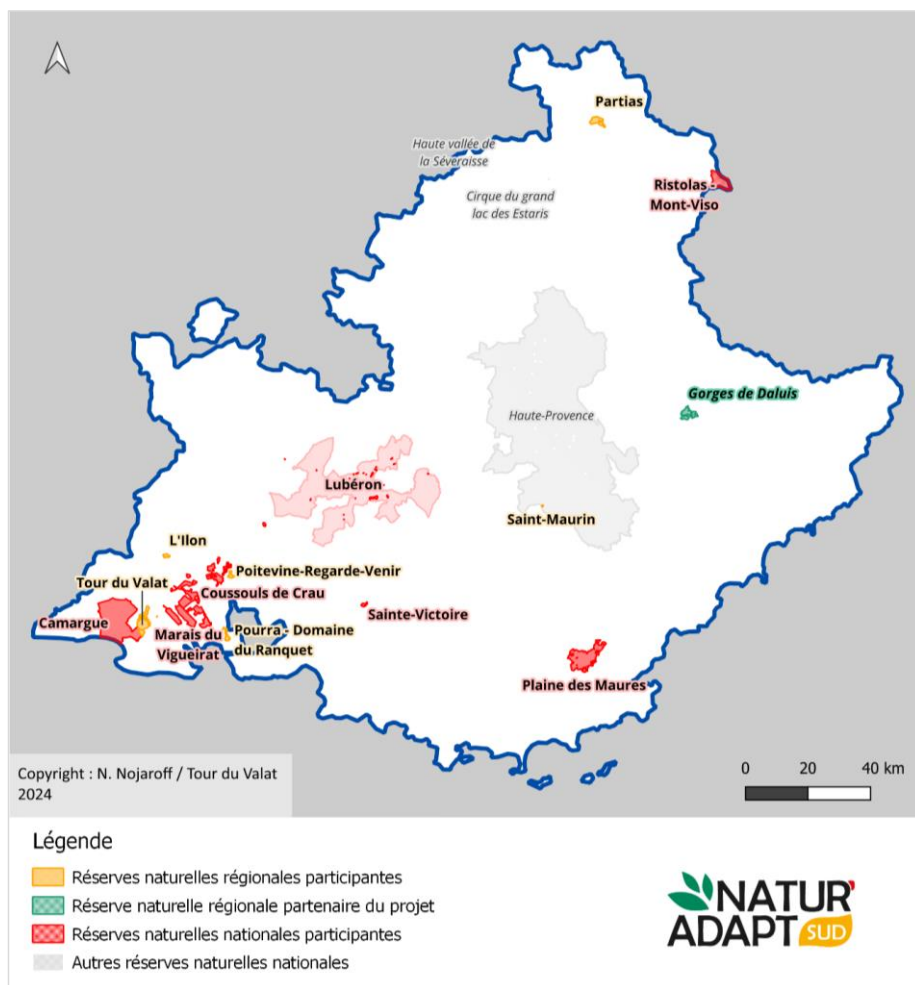 Partias
Haute vallée de
la Séveraisse
Cirque du grand
lac des Estaris
Ristolas -
Mont-Viso
Gorges de Daluis
Haute-Provence
Lubéron
Saint-Maurin
L'Ilon
Tour du Valat
Poitevine-Regarde-Venir
Coussouls de Crau
Camargue
Sainte-Victoire
Marais du
Vigueirat
Pourra - Domaine
du Ranquet
Plaine des Maures
Copyright : N. Nojaroff / Tour du Valat
2024
0 20 40 km
Légende
Réserves naturelles régionales participantes
Réserve naturelle régionale partenaire du projet
Réserves naturelles nationales participantes
Autres réserves naturelles nationales
NATUR'
ADAPT SUD